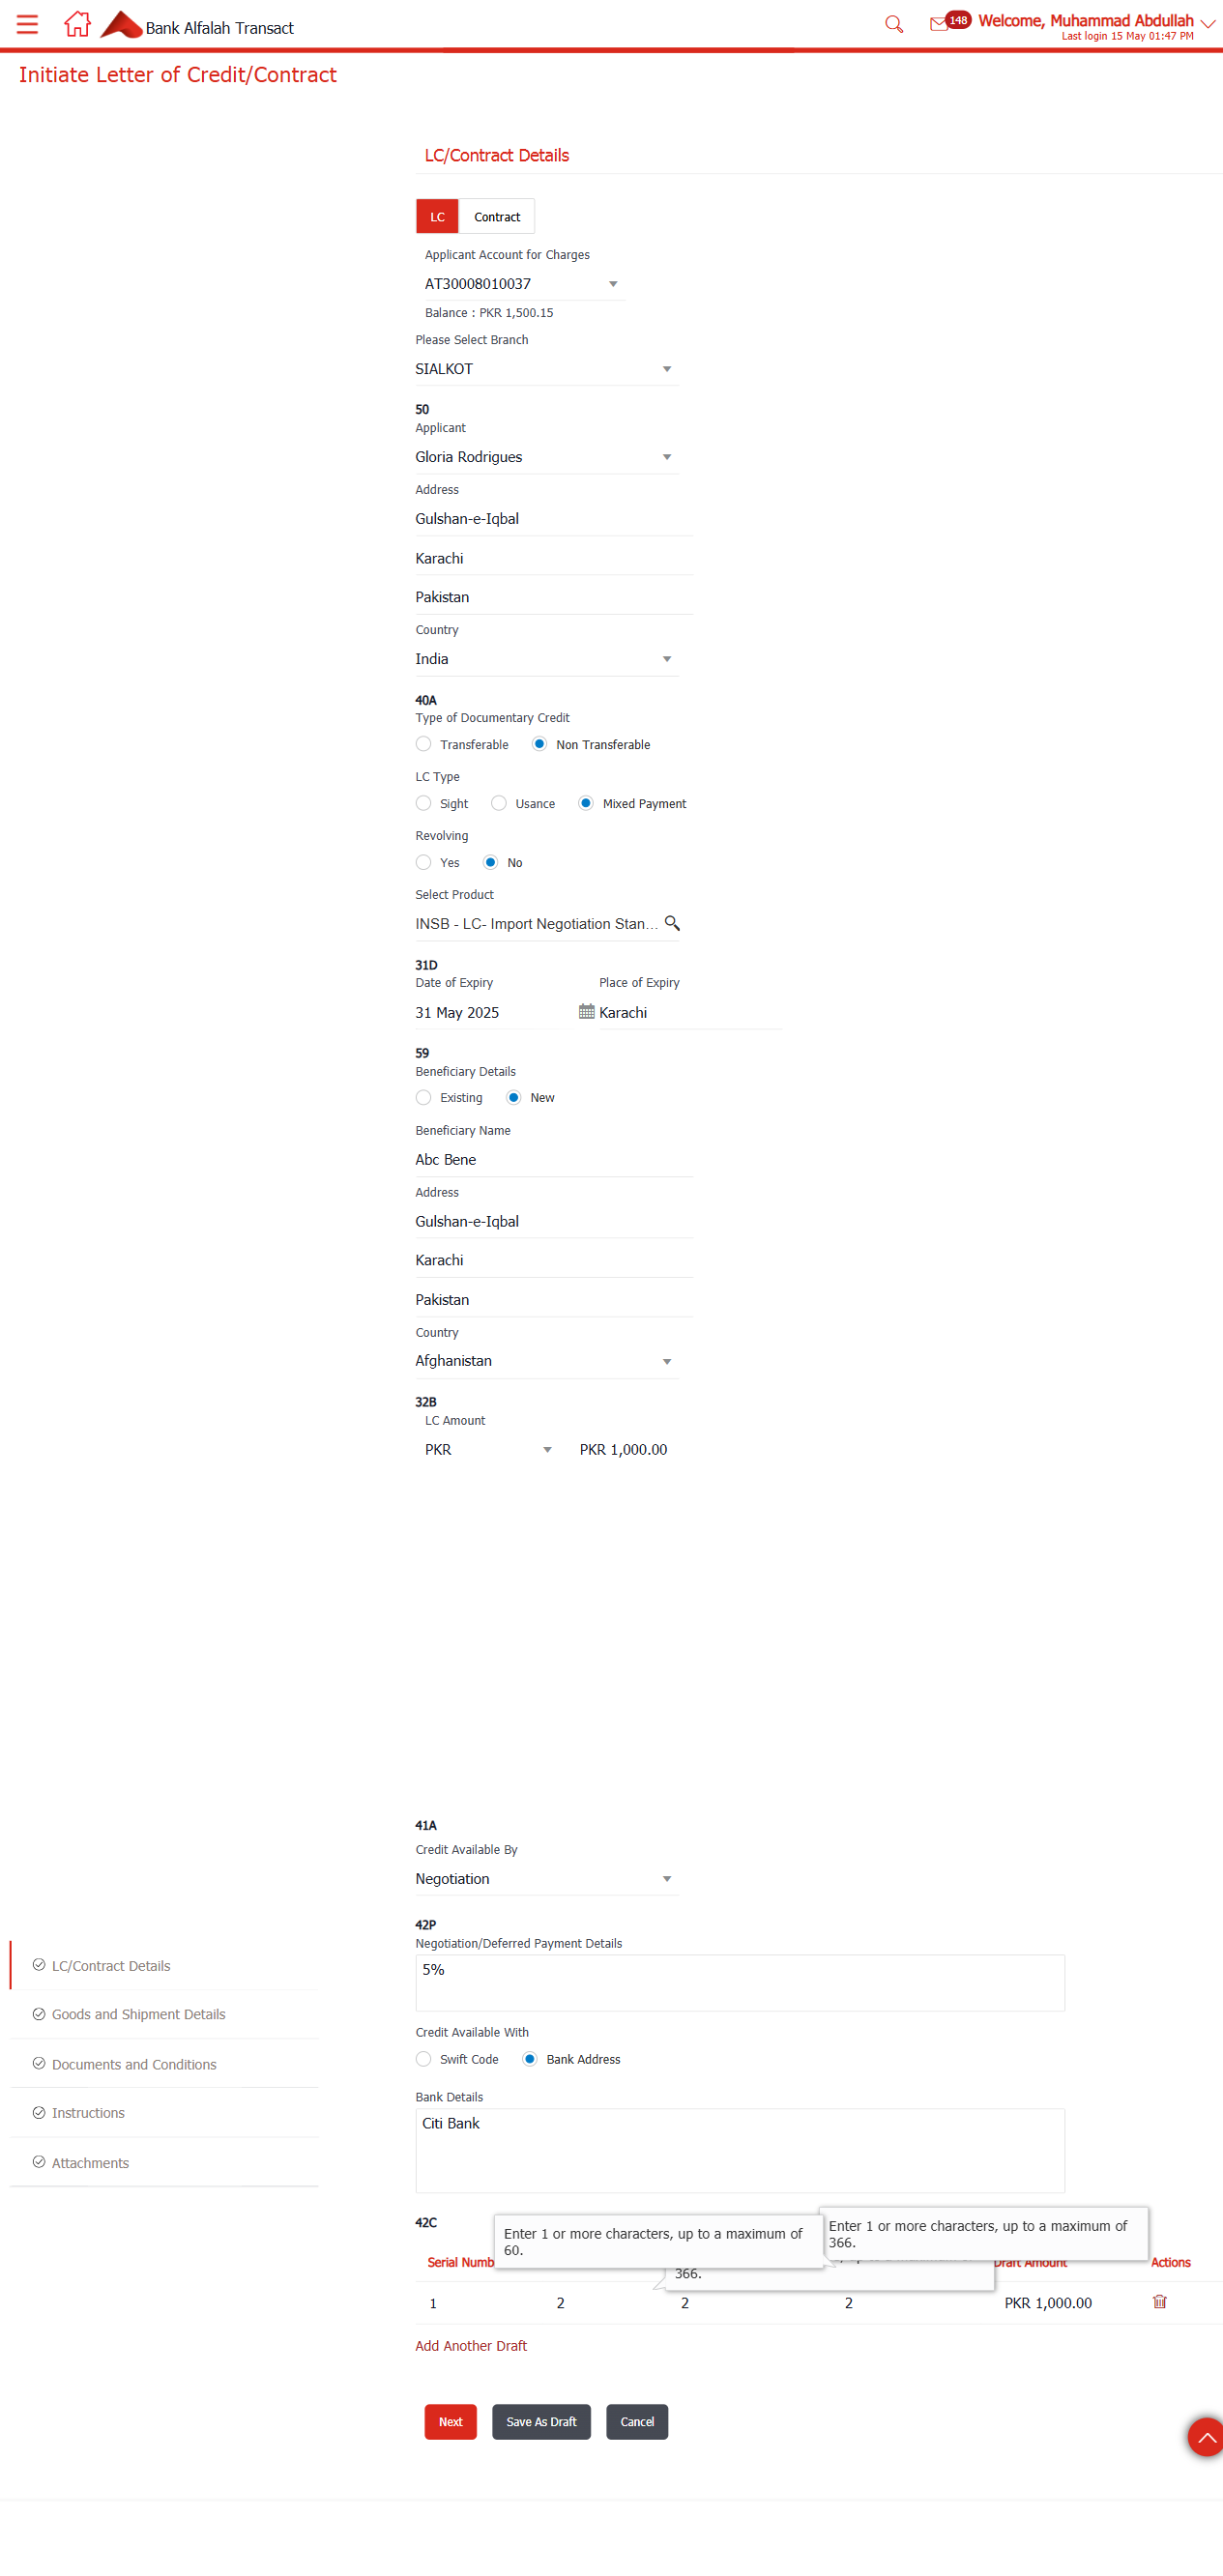 Bank Alfalah Transact
148
Welcome, Muhammad Abdullah
Last login 15 May 01:47 PM
Initiate Letter of Credit/Contract
LC/Contract Details
LC Contract
Applicant Account for Charges
AT30008010037
Balance : PKR 1,500.15
Please Select Branch
SIALKOT
50
Applicant
Gloria Rodrigues
Address
Gulshan-e-Iqbal
Karachi
Pakistan
Country
India
40A
Type of Documentary Credit
Transferable Non Transferable
LC Type
Sight Usance Mixed Payment
Revolving
Yes No
Select Product
INSB - LC- Import Negotiation Stan...
31D
Date of Expiry Place of Expiry
31 May 2025 Karachi
59
Beneficiary Details
Existing New
Beneficiary Name
Abc Bene
Address
Gulshan-e-Iqbal
Karachi
Pakistan
Country
Afghanistan
32B
LC Amount
PKR PKR 1,000.00
41A
Credit Available By
Negotiation
42P
Negotiation/Deferred Payment Details
5%
Credit Available With
Swift Code Bank Address
Bank Details
Citi Bank
LC/Contract Details
Goods and Shipment Details
Documents and Conditions
Instructions
Attachments
42C
Enter 1 or more characters, up to a maximum of
60.
Enter 1 or more characters, up to a maximum of
366.
366.
Serial Numb Draft Amount Actions
1 2 2 2 PKR 1,000.00
Add Another Draft
Next Save As Draft Cancel